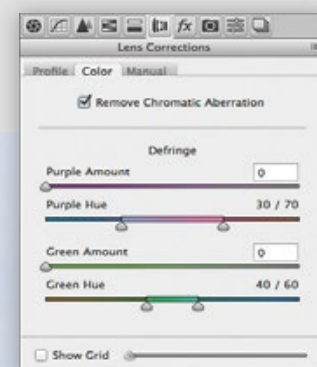 fx
Lens Corrections
Profile Color Manual
Remove Chromatic Aberration
Defringe
Purple Amount 0
Purple Hue 30 / 70
Green Amount 0
Green Hue 40 / 60
Show Grid